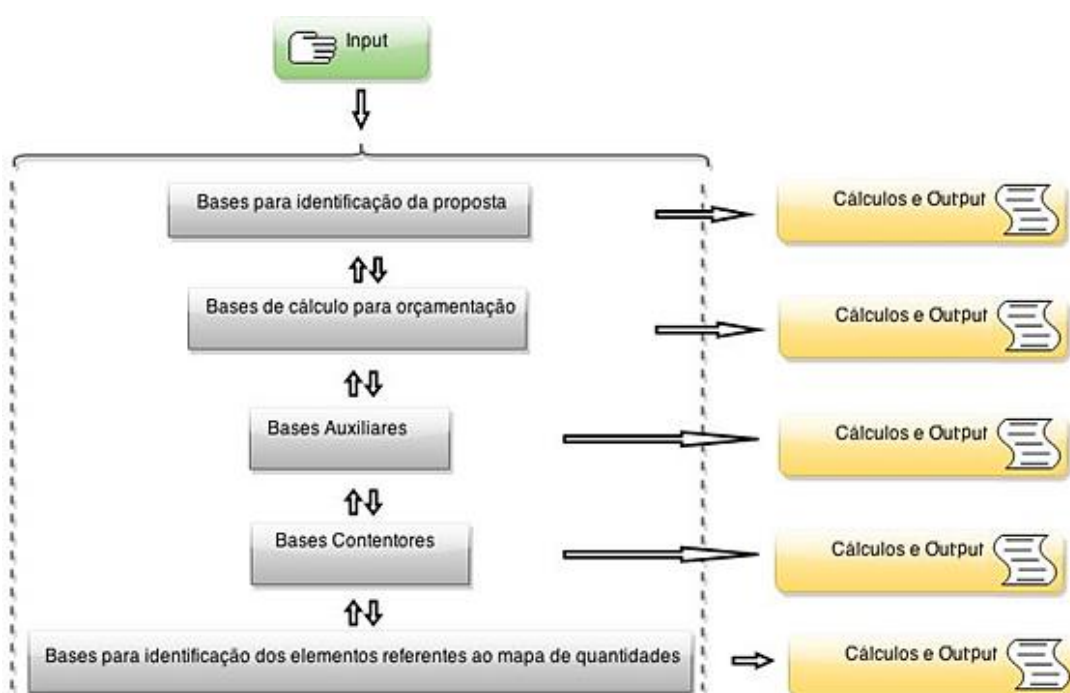 Input
Bases para identificação da proposta
Cálculos e Output
Bases de cálculo para orçamentação
Cálculos e Output
Bases Auxiliares
Cálculos e Output
Bases Contentores
Cálculos e Output
Bases para identificação dos elementos referentes ao mapa de quantidades
Cálculos e Output